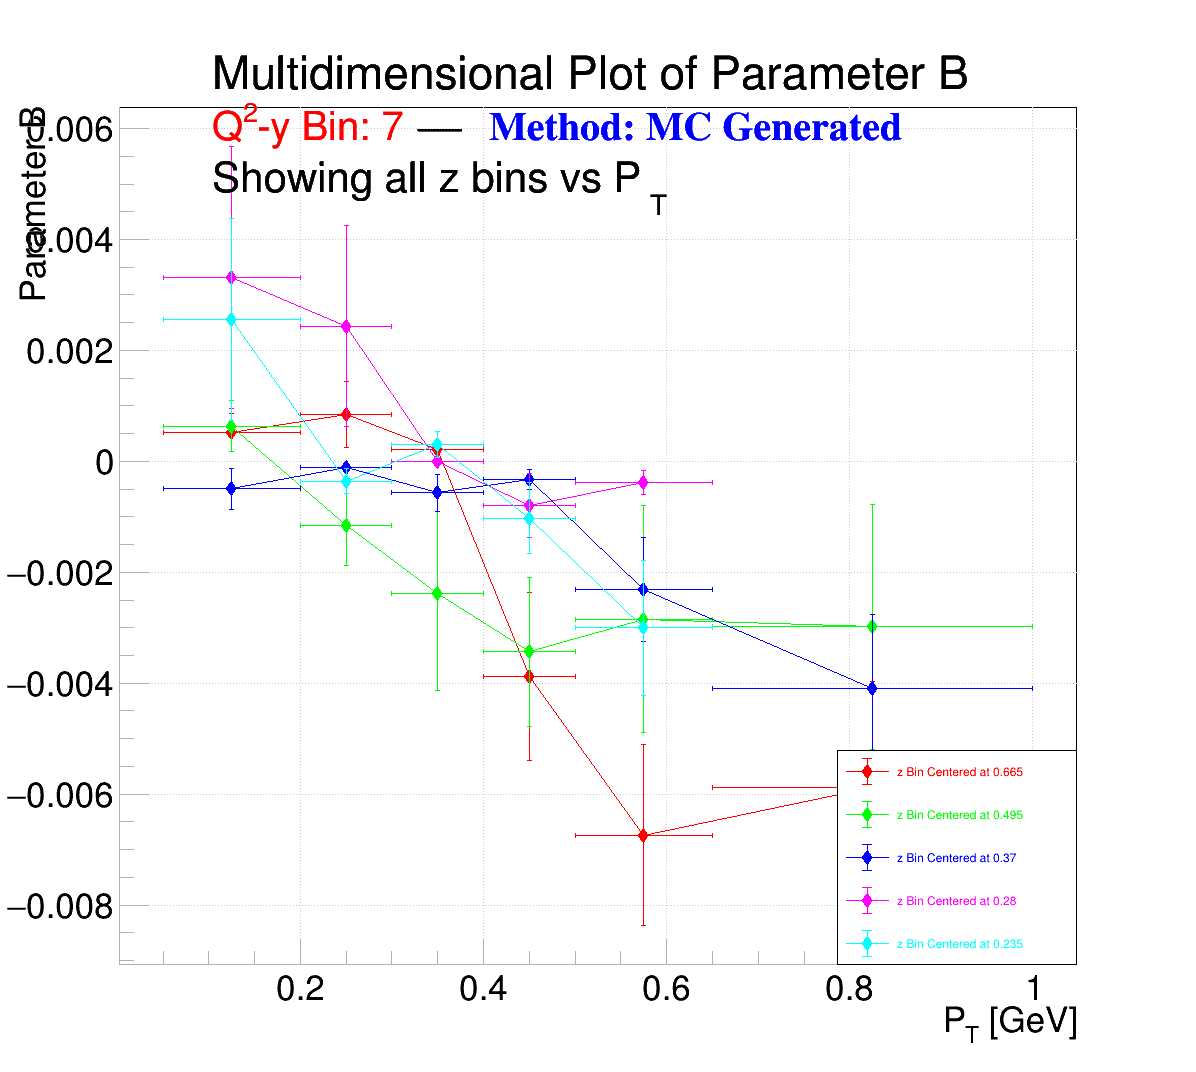 Multidimensional Plot of Parameter B
Q²-y Bin: 7 — Method: MC Generated
Showing all z bins vs P_T
Parameter B
0.006
0.004
0.002
0
−0.002
−0.004
−0.006
−0.008
z Bin Centered at 0.665
z Bin Centered at 0.495
z Bin Centered at 0.37
z Bin Centered at 0.28
z Bin Centered at 0.235
0.2 0.4 0.6 0.8 1
P_T [GeV]